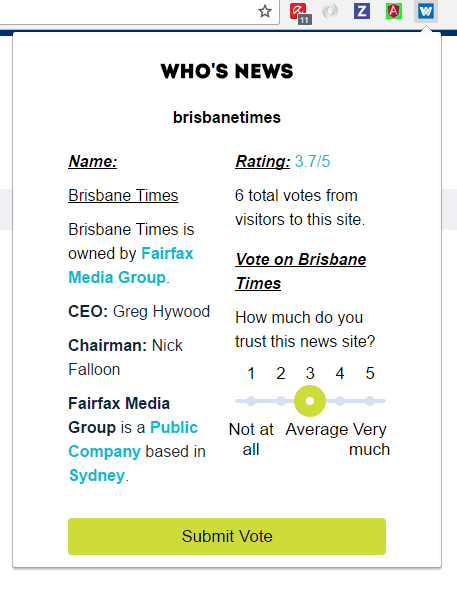 11
Z
A
W
WHO'S NEWS
brisbanetimes
Name:
Brisbane Times
Brisbane Times is
owned by Fairfax
Media Group.
CEO: Greg Hywood
Chairman: Nick
Falloon
Fairfax Media
Group is a Public
Company based in
Sydney.
Rating: 3.7/5
6 total votes from
visitors to this site.
Vote on Brisbane
Times
How much do you
trust this news site?
1 2 3 4 5
Not at all
Average
Very much
Submit Vote